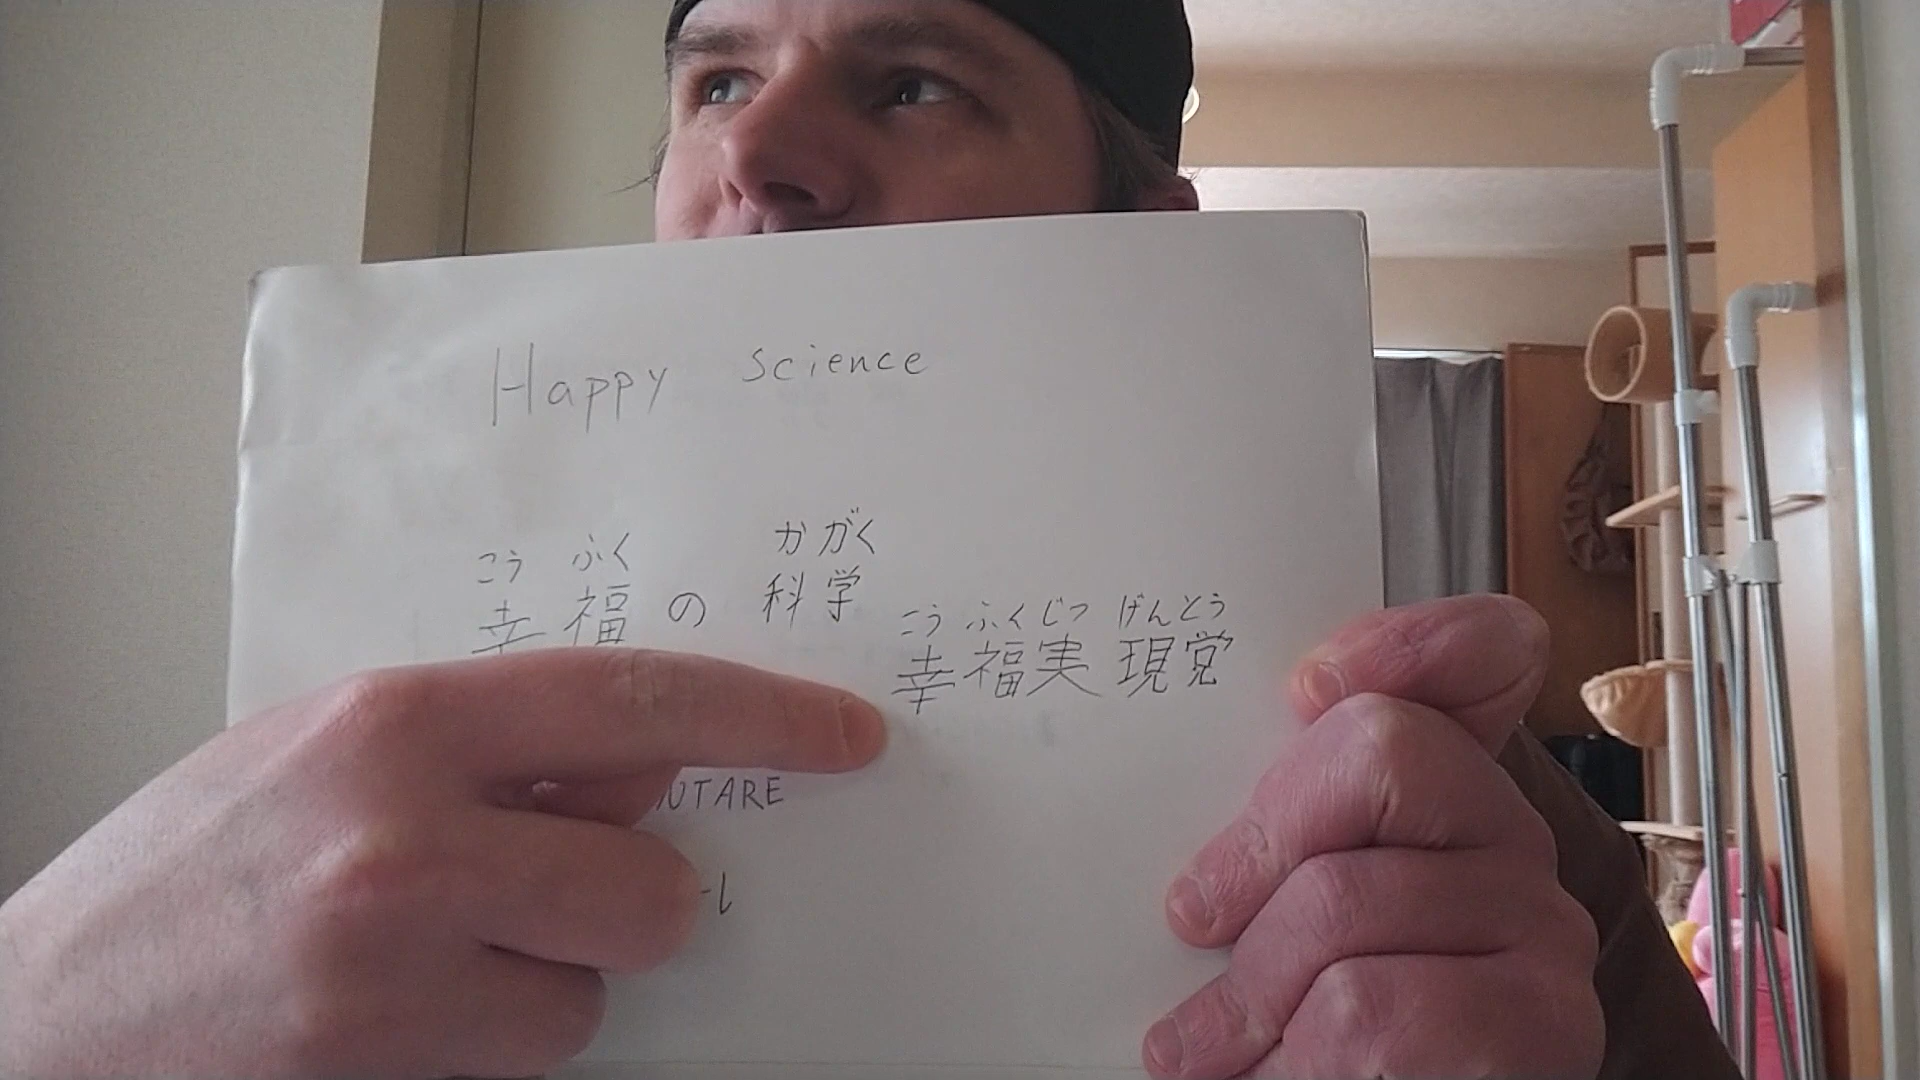 Happy Science
こう ふく かがく
幸福の科学
こうふくじつ げんとう
幸福実現党
NTARE